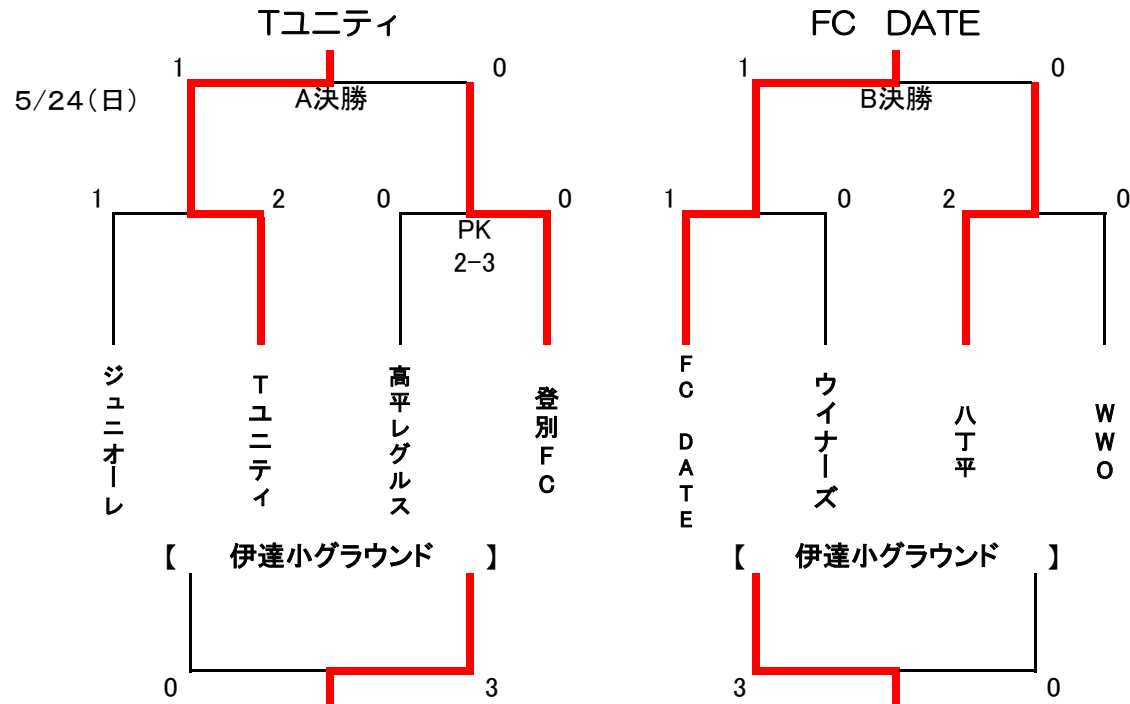 Tユニティ
FC DATE
1
0
1
0
5/24(日)
A決勝
B決勝
1
2
0
0
1
0
2
0
PK
2-3
ジュニオーレ
Tユニティ
高平レグルス
登別FC
FC DATE
ウイナーズ
八丁平
WWO
【 伊達小グラウンド 】
【 伊達小グラウンド 】
0
3
3
0